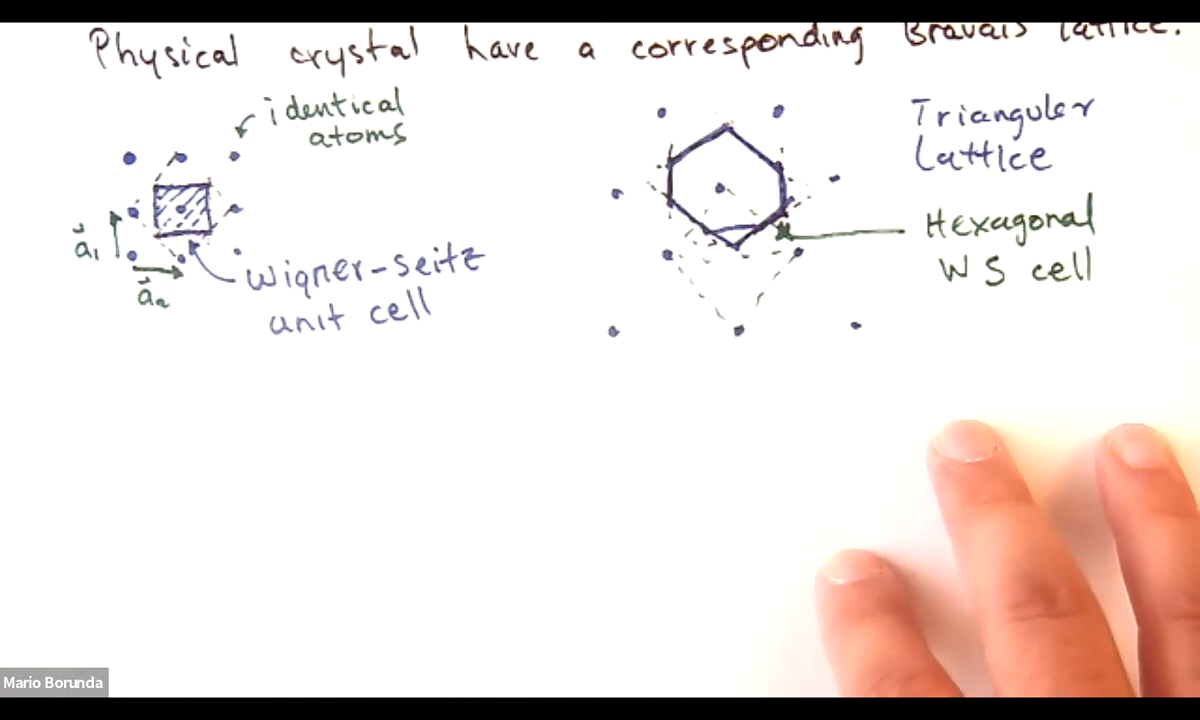 Physical crystal have a corresponding Bravais lattice.
identical
atoms
a₁
a₂
Wigner-Seitz
unit cell
Triangular
Lattice
Hexagonal
WS cell
Mario Borunda